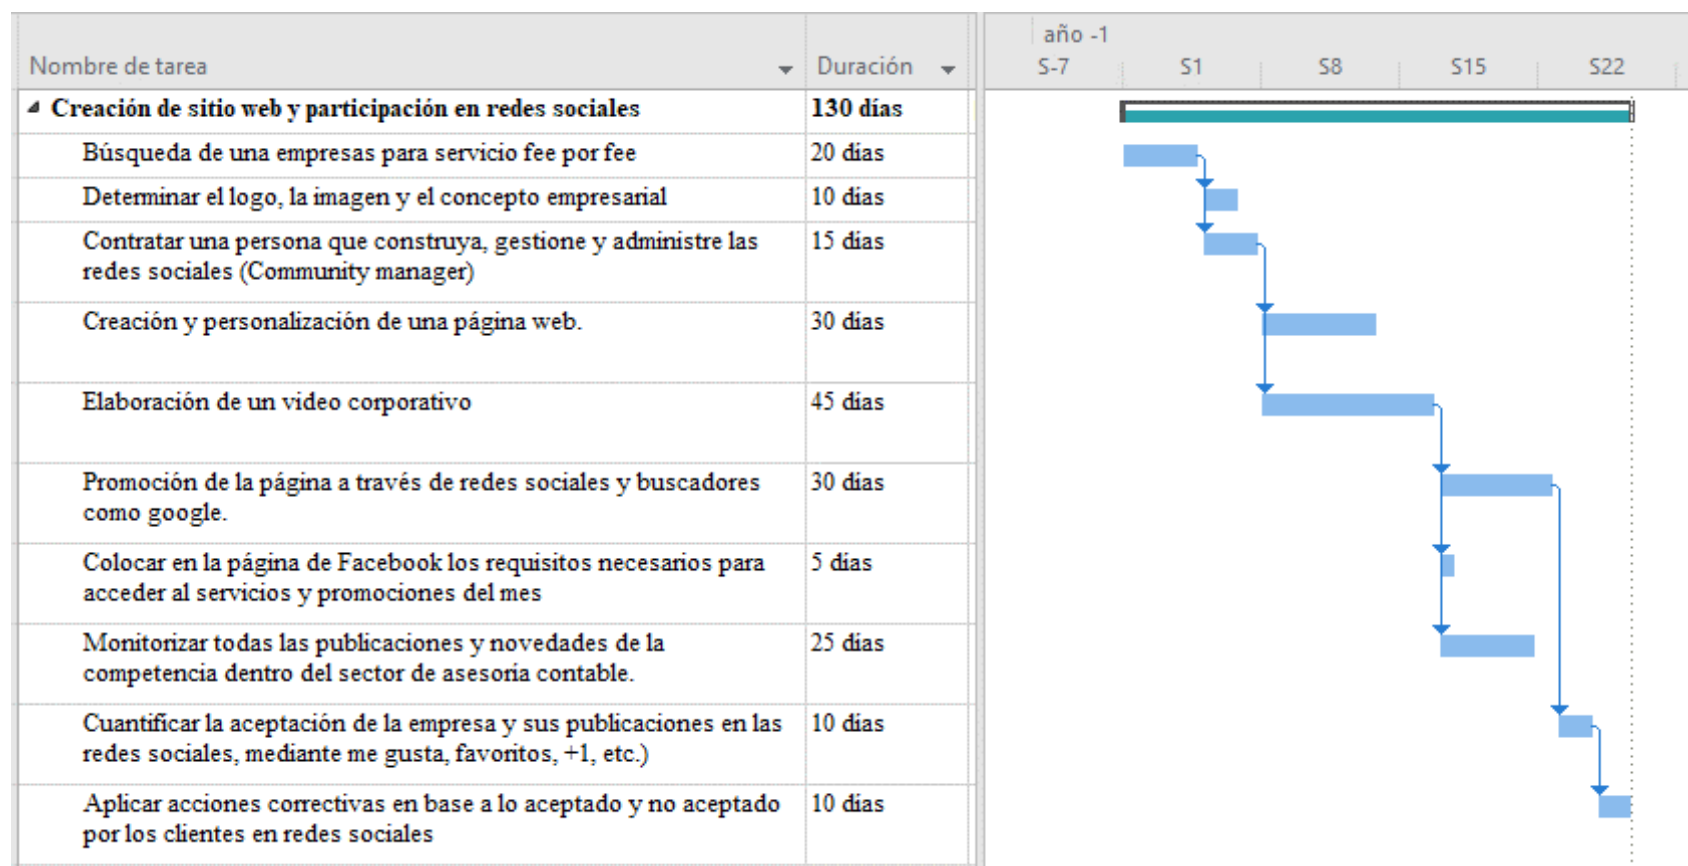 año -1
Nombre de tarea Duración S-7 S1 S8 S15 S22
Creación de sitio web y participación en redes sociales 130 días
Búsqueda de una empresas para servicio fee por fee 20 días
Determinar el logo, la imagen y el concepto empresarial 10 días
Contratar una persona que construya, gestione y administre las 15 días
redes sociales (Community manager)
Creación y personalización de una página web. 30 días
Elaboración de un video corporativo 45 días
Promoción de la página a través de redes sociales y buscadores 30 días
como google.
Colocar en la página de Facebook los requisitos necesarios para 5 días
acceder al servicios y promociones del mes
Monitorizar todas las publicaciones y novedades de la 25 días
competencia dentro del sector de asesoría contable.
Cuantificar la aceptación de la empresa y sus publicaciones en las 10 días
redes sociales, mediante me gusta, favoritos, +1, etc.)
Aplicar acciones correctivas en base a lo aceptado y no aceptado 10 días
por los clientes en redes sociales